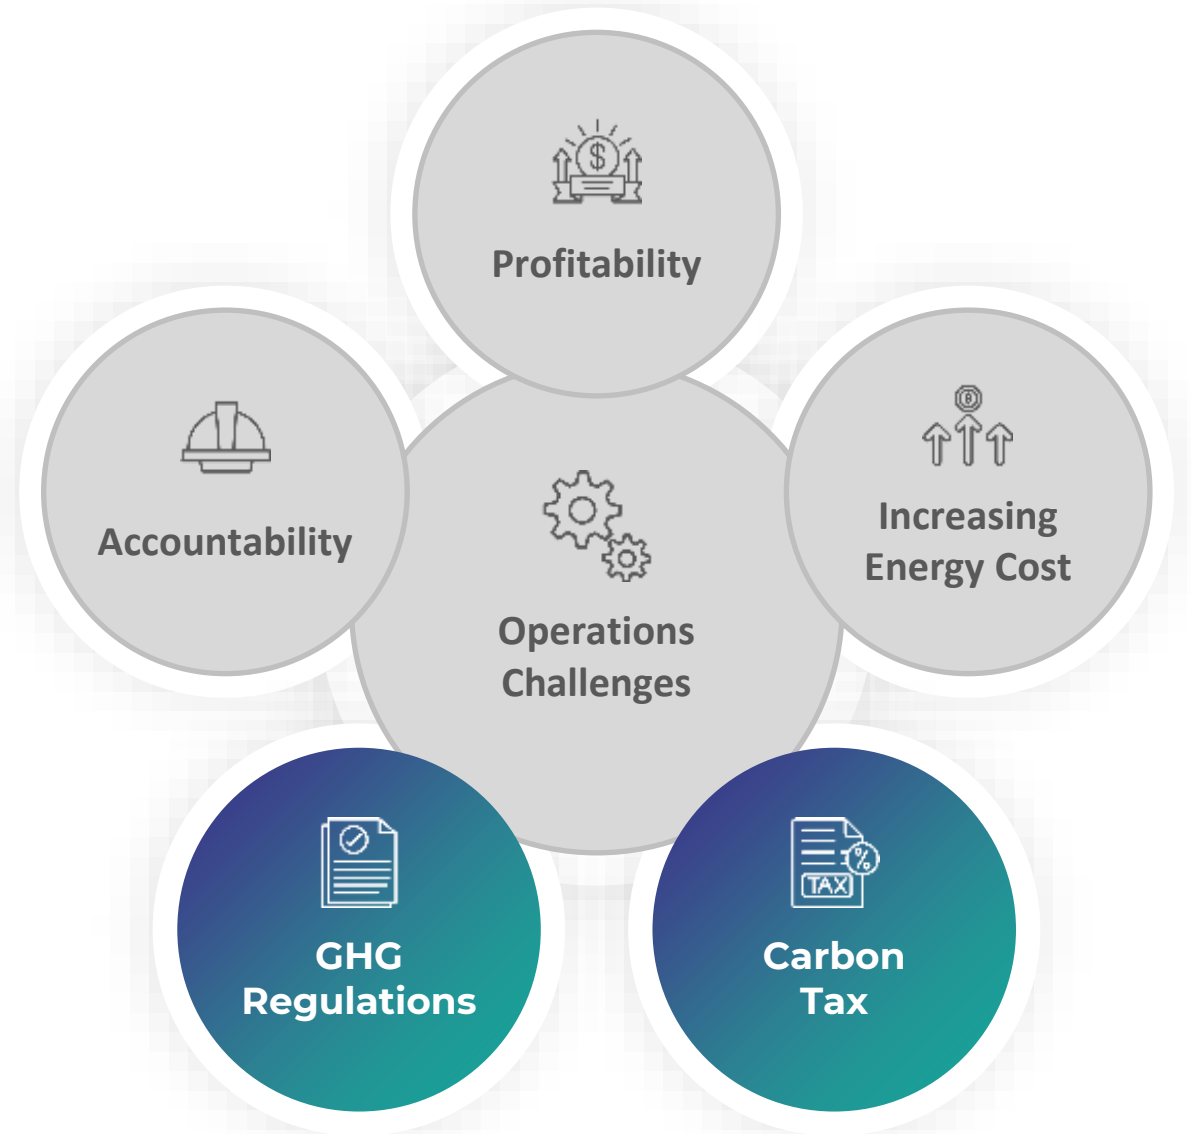 $
Profitability
Accountability
B
Increasing
Energy Cost
Operations
Challenges
%
TAX
GHG
Regulations
Carbon
Tax